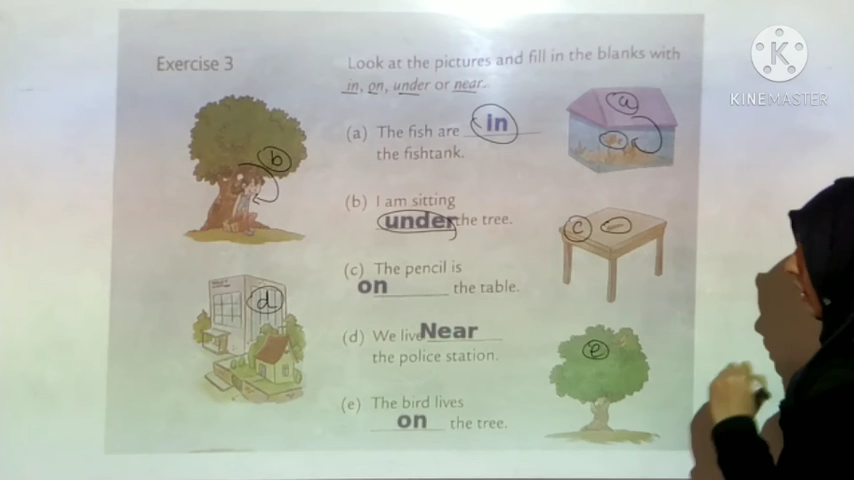 Exercise 3
Look at the pictures and fill in the blanks with
in, on, under or near.
(a) The fish are in
the fishtank.
(b) I am sitting
under the tree.
(c) The pencil is
on the table.
(d) We live Near
the police station.
(e) The bird lives
on the tree.
a
b
c
d
e
K
KINEMASTER